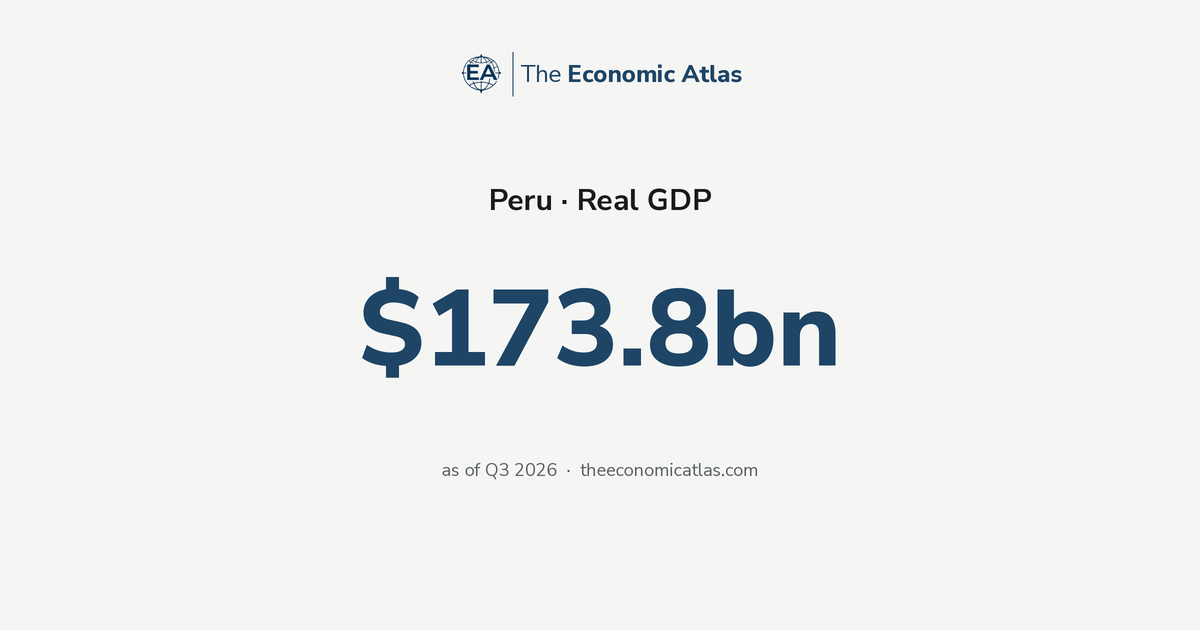 EA The Economic Atlas
Peru · Real GDP
$173.8bn
as of Q3 2026 · theeconomicatlas.com